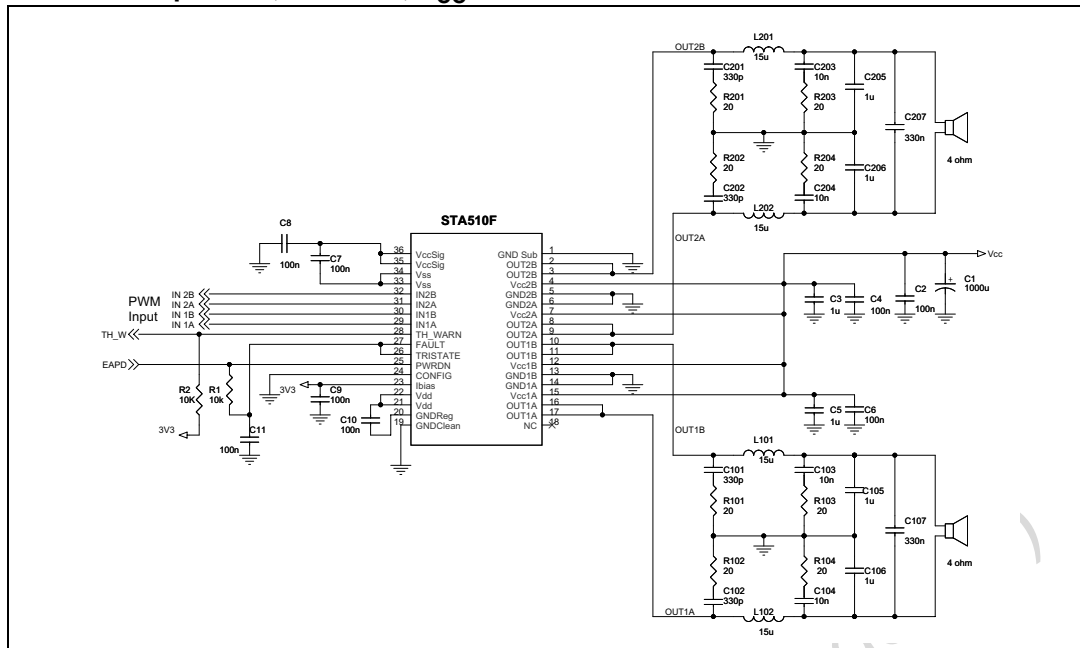 L201
OUT2B
15u
C201
330p
C203
10n
C205
1u
R201
20
R203
20
C207
330n
R202
20
R204
20
C206
1u
4 ohm
C202
330p
C204
10n
L202
15u
OUT2A
STA510F
C8
100n
C7
100n
36 VccSig
35 VccSig
34 Vss
33 Vss
32 IN2B
31 IN2A
30 IN1B
29 IN1A
28 TH_WARN
27 FAULT
26 TRISTATE
25 PWRDN
24 CONFIG
23 Ibias
22 Vdd
21 Vdd
20 GNDReg
19 GNDClean
GND Sub 1
OUT2B 2
OUT2B 3
Vcc2B 4
GND2B 5
GND2A 6
Vcc2A 7
OUT2A 8
OUT2A 9
OUT1B 10
OUT1B 11
Vcc1B 12
GND1B 13
GND1A 14
Vcc1A 15
OUT1A 16
OUT1A 17
NC 18
PWM
Input
IN 2B
IN 2A
IN 1B
IN 1A
TH_W
EAPD
R2
10K
R1
10k
3V3
3V3
C9
100n
C10
100n
C11
100n
Vcc
C3
1u
C4
100n
C2
100n
+
C1
1000u
C5
1u
C6
100n
OUT1B
L101
15u
C101
330p
C103
10n
C105
1u
R101
20
R103
20
C107
330n
R102
20
R104
20
C106
1u
4 ohm
C102
330p
C104
10n
OUT1A
L102
15u